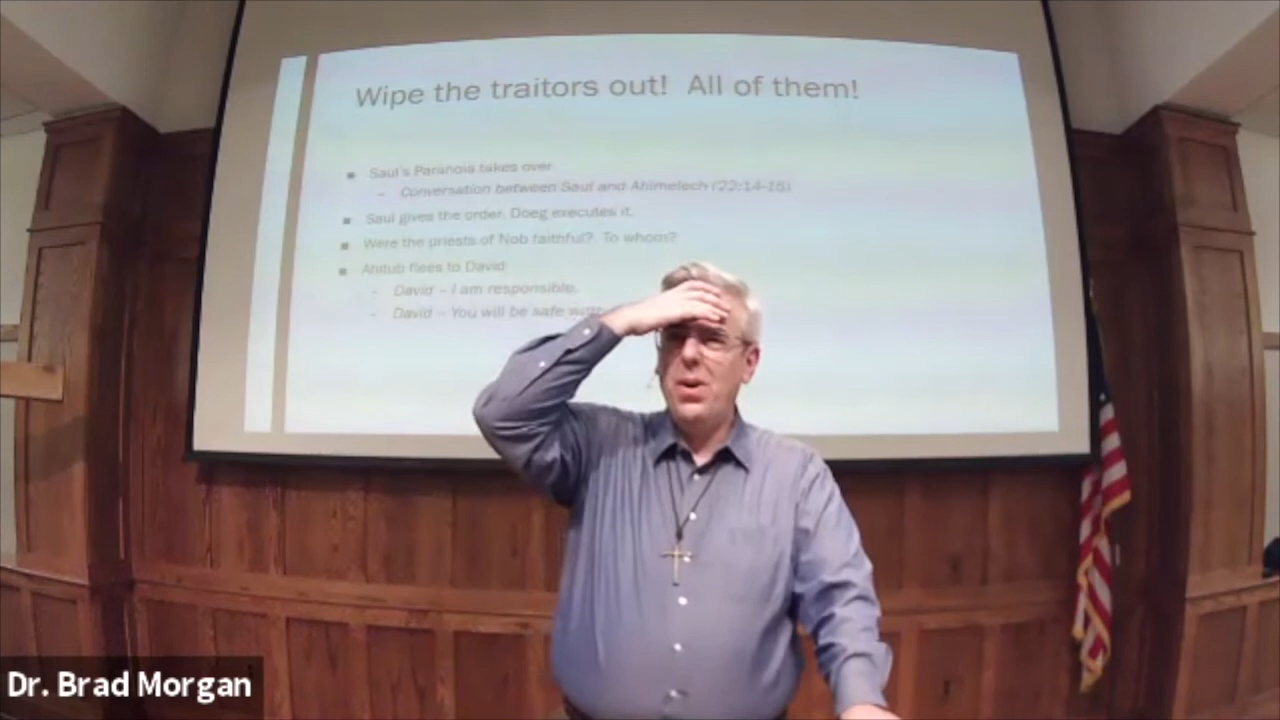 Wipe the traitors out! All of them!
Saul's Paranoia takes over
Conversation between Saul and Ahimelech (22:14-16)
Saul gives the order, Doeg executes it.
Were the priests of Nob faithful? To whom?
Ahitub flees to David
David – I am responsible.
David – You will be safe with
Dr. Brad Morgan